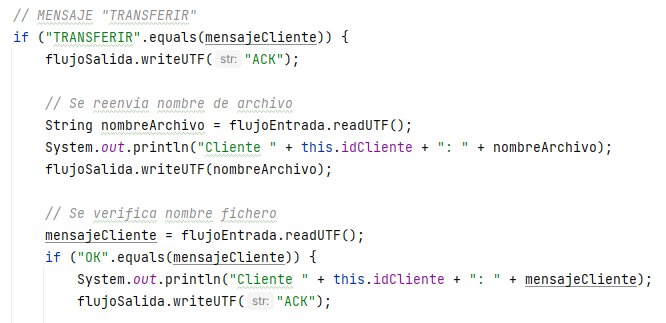 // MENSAJE "TRANSFERIR"
if ("TRANSFERIR".equals(mensajeCliente)) {
    flujoSalida.writeUTF( str: "ACK");

    // Se reenvía nombre de archivo
    String nombreArchivo = flujoEntrada.readUTF();
    System.out.println("Cliente " + this.idCliente + ": " + nombreArchivo);
    flujoSalida.writeUTF(nombreArchivo);

    // Se verifica nombre fichero
    mensajeCliente = flujoEntrada.readUTF();
    if ("OK".equals(mensajeCliente)) {
        System.out.println("Cliente " + this.idCliente + ": " + mensajeCliente);
        flujoSalida.writeUTF( str: "ACK");